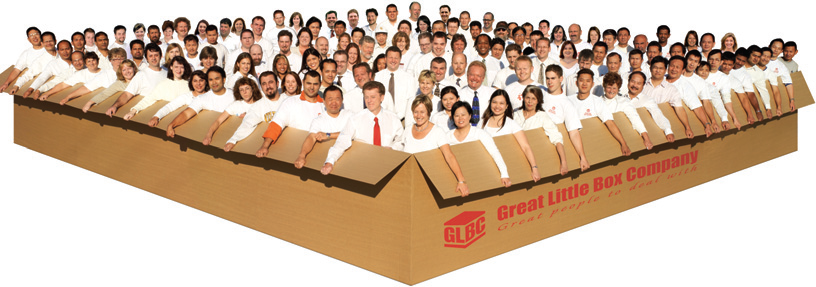 GLBC
Great Little Box Company
Great people to deal with